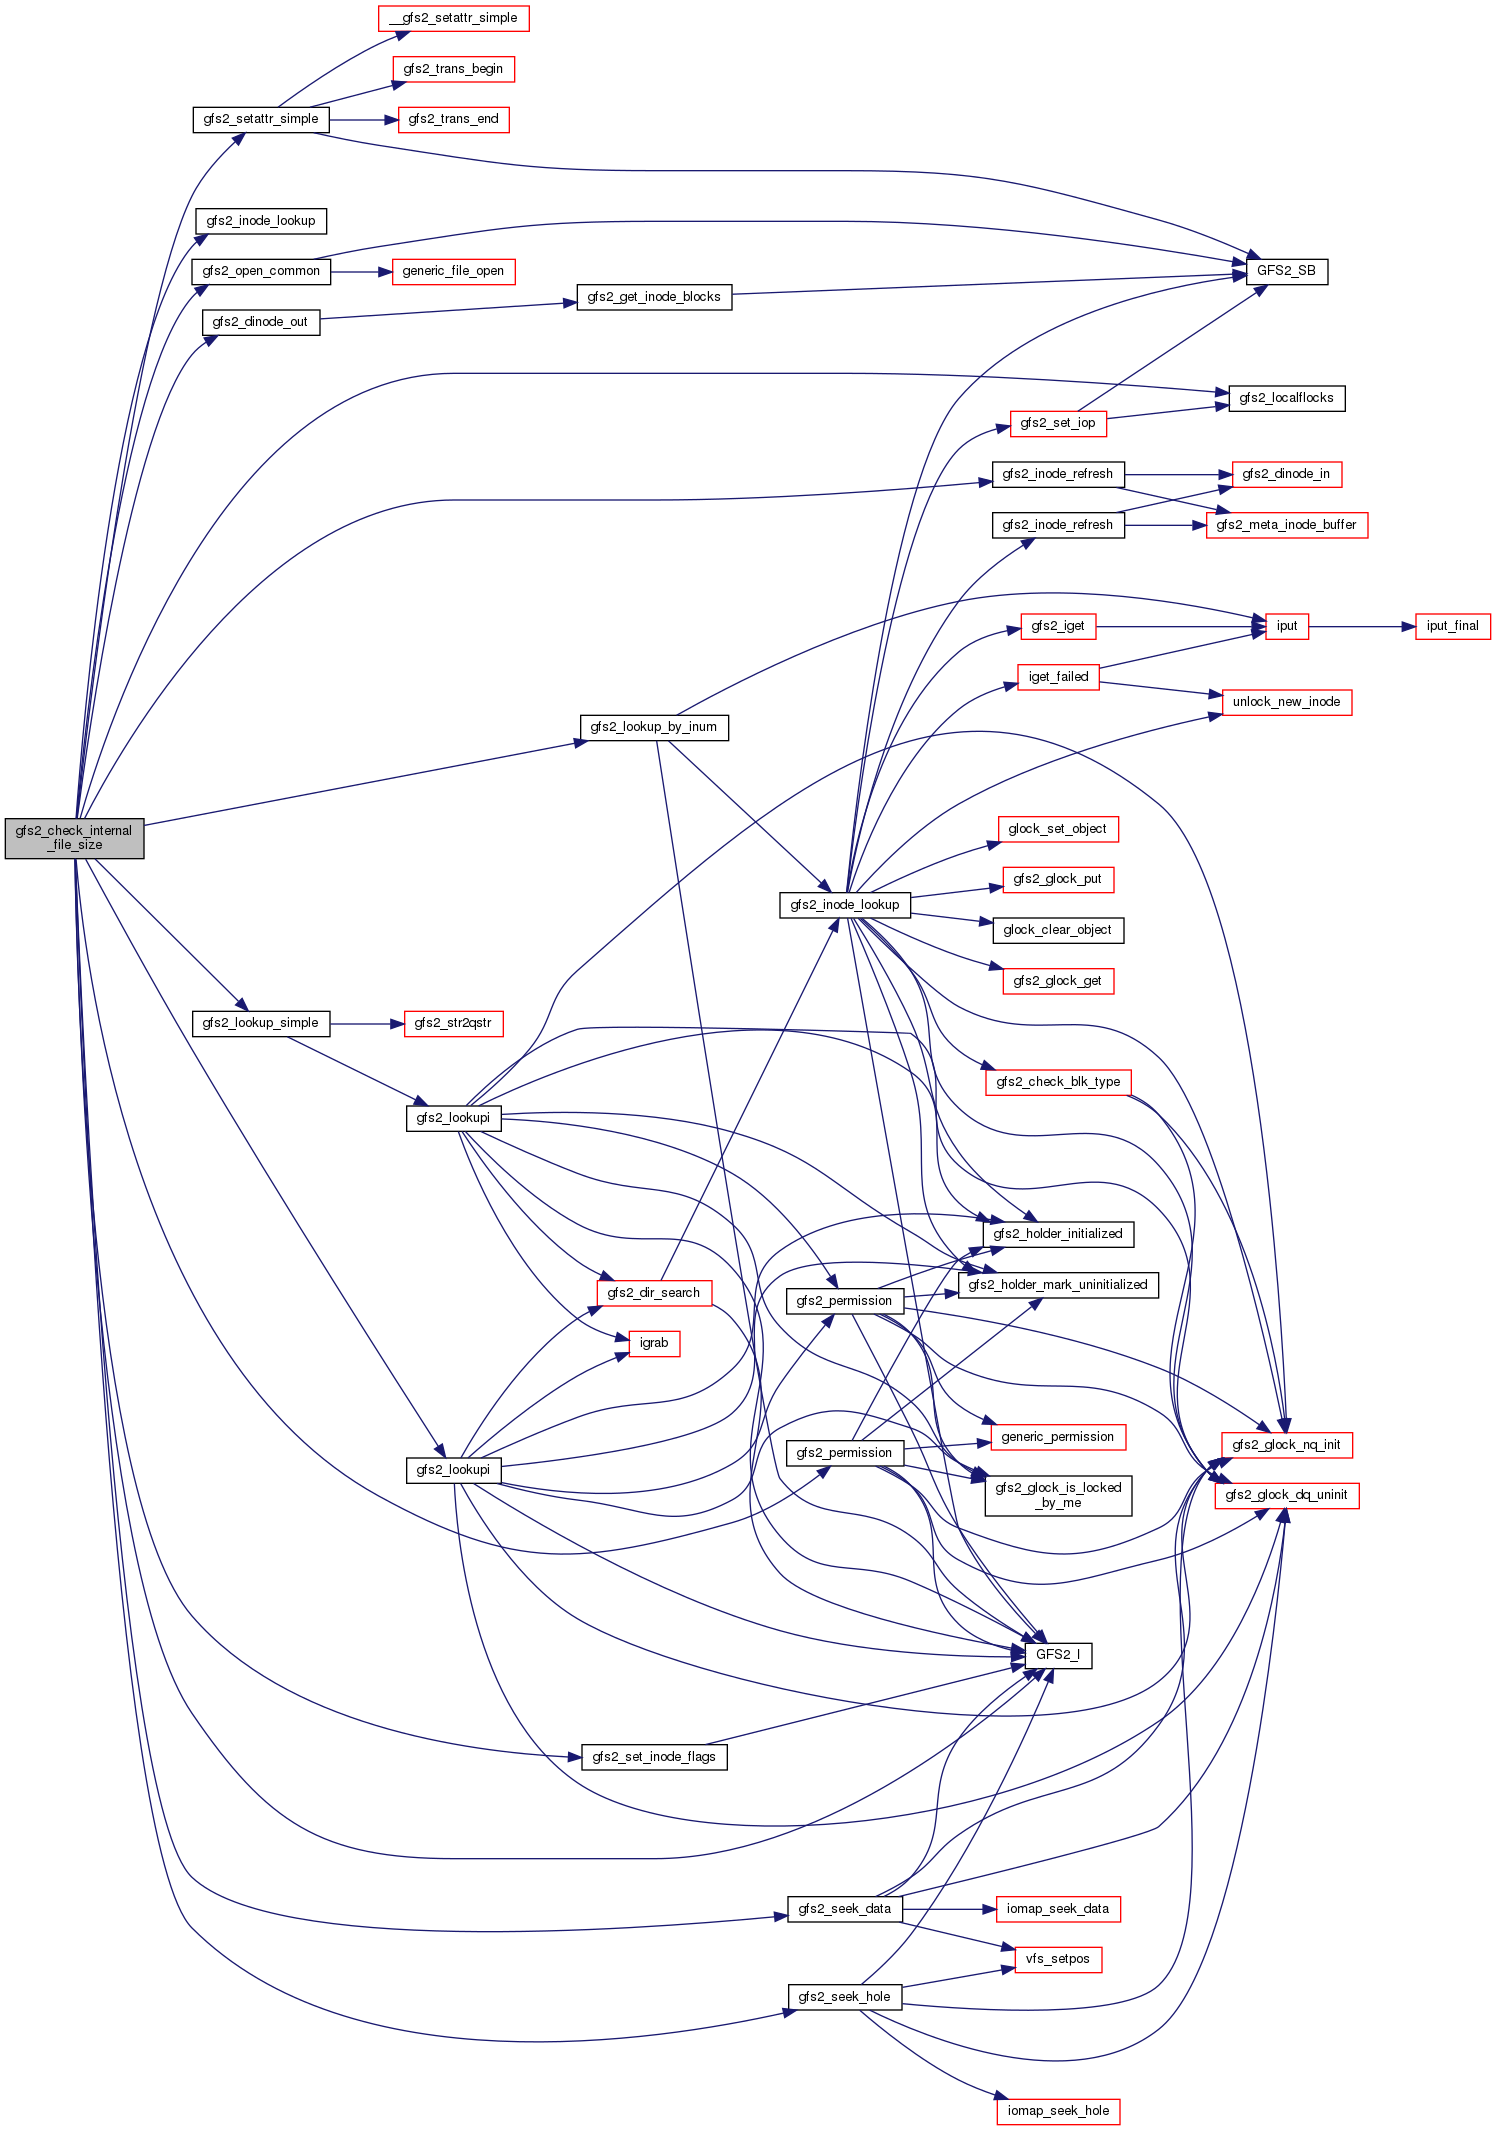 __gfs2_setattr_simple
gfs2_trans_begin
gfs2_setattr_simple
gfs2_trans_end
gfs2_inode_lookup
gfs2_open_common
generic_file_open
GFS2_SB
gfs2_get_inode_blocks
gfs2_dinode_out
gfs2_localflocks
gfs2_set_iop
gfs2_inode_refresh
gfs2_dinode_in
gfs2_inode_refresh
gfs2_meta_inode_buffer
gfs2_iget
iput
iput_final
iget_failed
unlock_new_inode
gfs2_lookup_by_inum
gfs2_check_internal
_file_size
glock_set_object
gfs2_glock_put
gfs2_inode_lookup
glock_clear_object
gfs2_glock_get
gfs2_lookup_simple
gfs2_str2qstr
gfs2_check_blk_type
gfs2_lookupi
gfs2_holder_initialized
gfs2_holder_mark_uninitialized
gfs2_dir_search
gfs2_permission
igrab
generic_permission
gfs2_glock_nq_init
gfs2_permission
gfs2_lookupi
gfs2_glock_is_locked
_by_me
gfs2_glock_dq_uninit
GFS2_I
gfs2_set_inode_flags
gfs2_seek_data
iomap_seek_data
vfs_setpos
gfs2_seek_hole
iomap_seek_hole